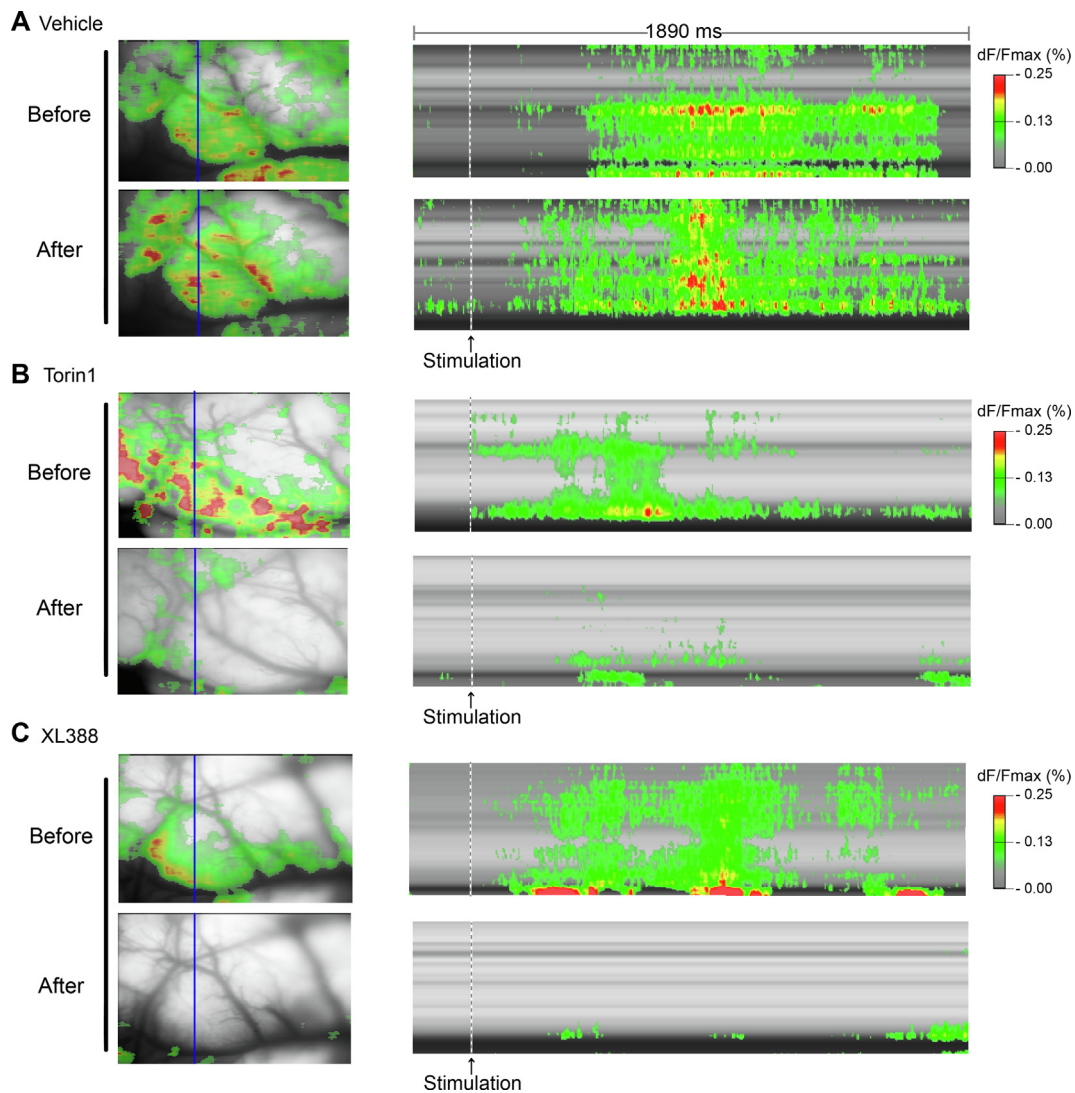 A Vehicle
1890 ms
dF/Fmax (%)
Before
- 0.25
- 0.13
- 0.00
After
Stimulation
B Torin1
dF/Fmax (%)
Before
- 0.25
- 0.13
- 0.00
After
Stimulation
C XL388
dF/Fmax (%)
Before
- 0.25
- 0.13
- 0.00
After
Stimulation